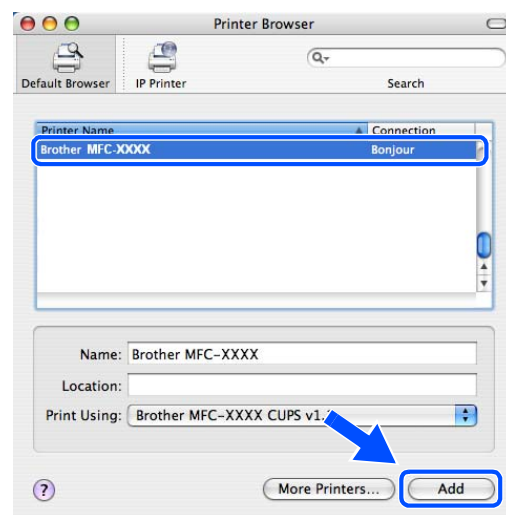 Printer Browser
Default Browser IP Printer Search
Printer Name Connection
Brother MFC-XXXX Bonjour
Name: Brother MFC-XXXX
Location:
Print Using: Brother MFC-XXXX CUPS
? More Printers... Add